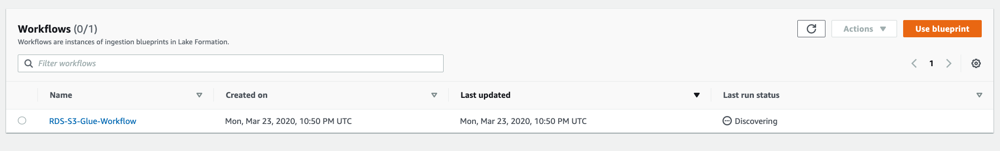 Workflows (0/1)
Actions
Use blueprint
Workflows are instances of ingestion blueprints in Lake Formation.
Filter workflows
1
Name Created on Last updated Last run status
RDS-S3-Glue-Workflow Mon, Mar 23, 2020, 10:50 PM UTC Mon, Mar 23, 2020, 10:50 PM UTC Discovering